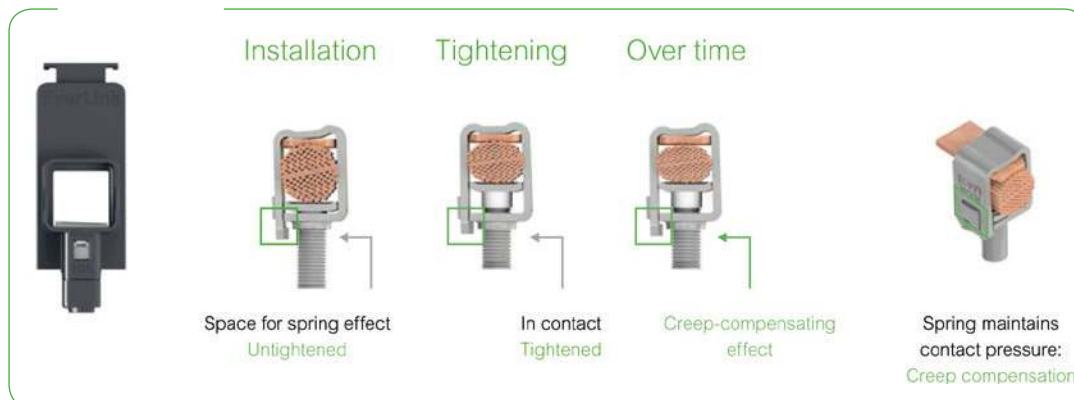 EverLink
Installation
Tightening
Over time
Space for spring effect
Untightened
In contact
Tightened
Creep-compensating
effect
Spring maintains
contact pressure:
Creep compensation